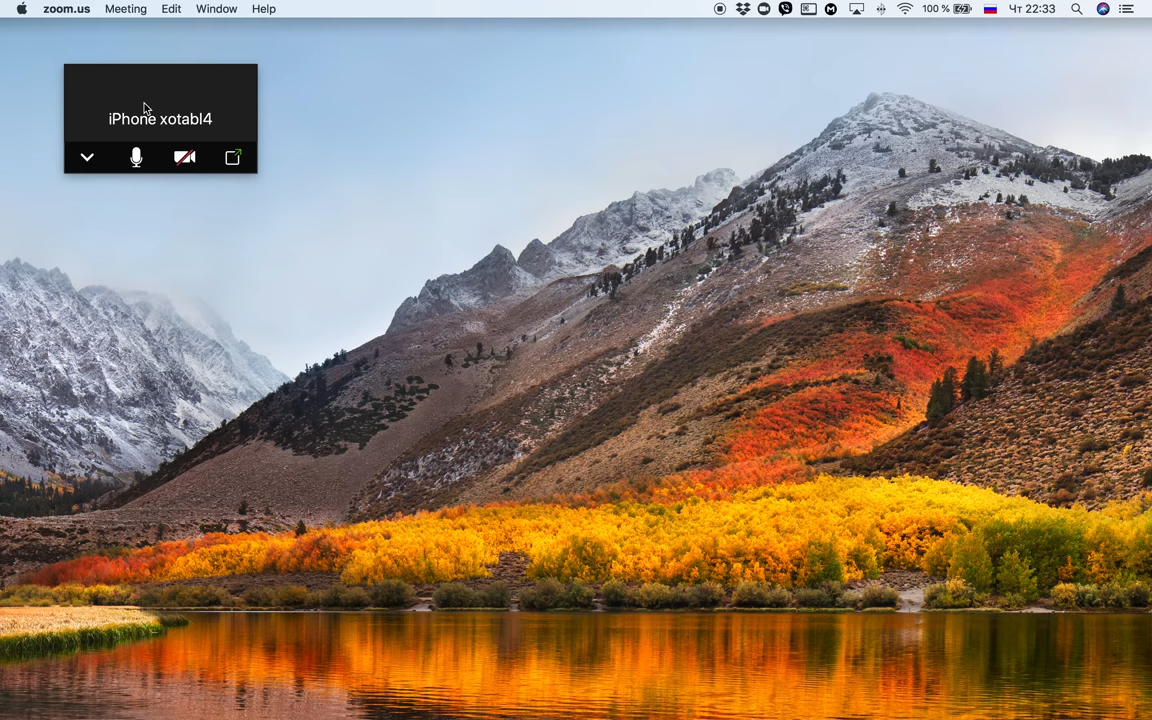 zoom.us Meeting Edit Window Help 100 % Чт 22:33
iPhone xotabl4